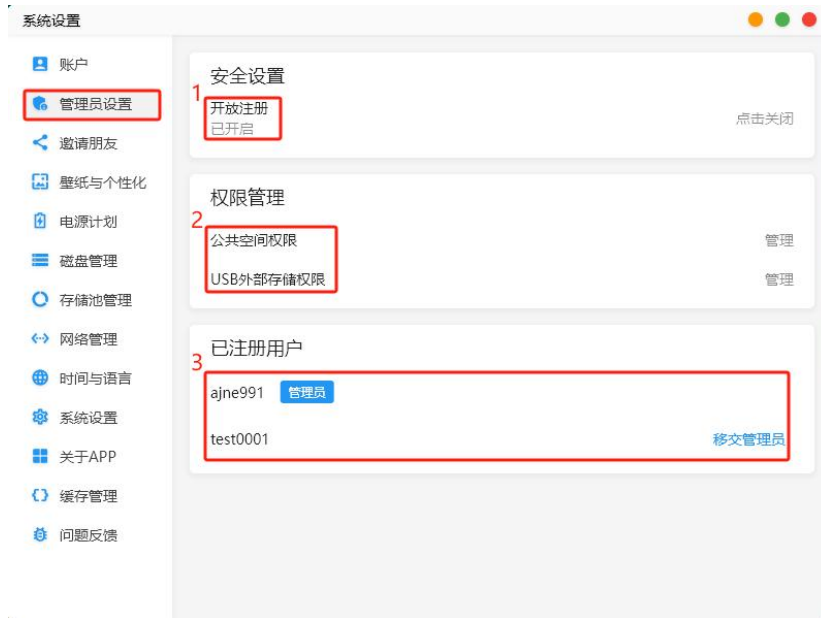 系统设置
账户
管理员设置
邀请朋友
壁纸与个性化
电源计划
磁盘管理
存储池管理
网络管理
时间与语言
系统设置
关于APP
缓存管理
问题反馈
安全设置
1
开放注册
已开启
点击关闭
权限管理
2
公共空间权限 管理
USB外部存储权限 管理
已注册用户
3
ajne991 管理员
test0001 移交管理员